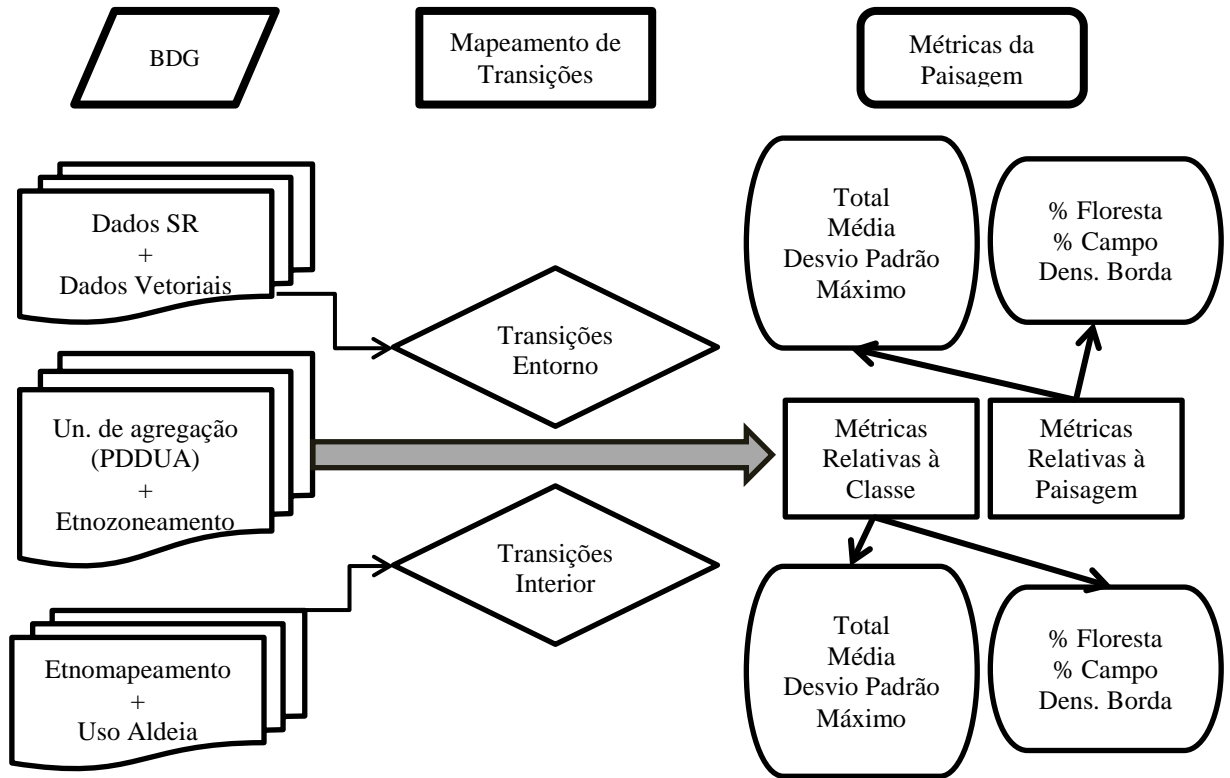 BDG
Mapeamento de
Transições
Métricas da
Paisagem
Dados SR
+
Dados Vetoriais
Un. de agregação
(PDDUA)
+
Etnozoneamento
Etnomapeamento
+
Uso Aldeia
Transições
Entorno
Transições
Interior
Total
Média
Desvio Padrão
Máximo
% Floresta
% Campo
Dens. Borda
Métricas
Relativas à
Classe
Métricas
Relativas à
Paisagem
Total
Média
Desvio Padrão
Máximo
% Floresta
% Campo
Dens. Borda